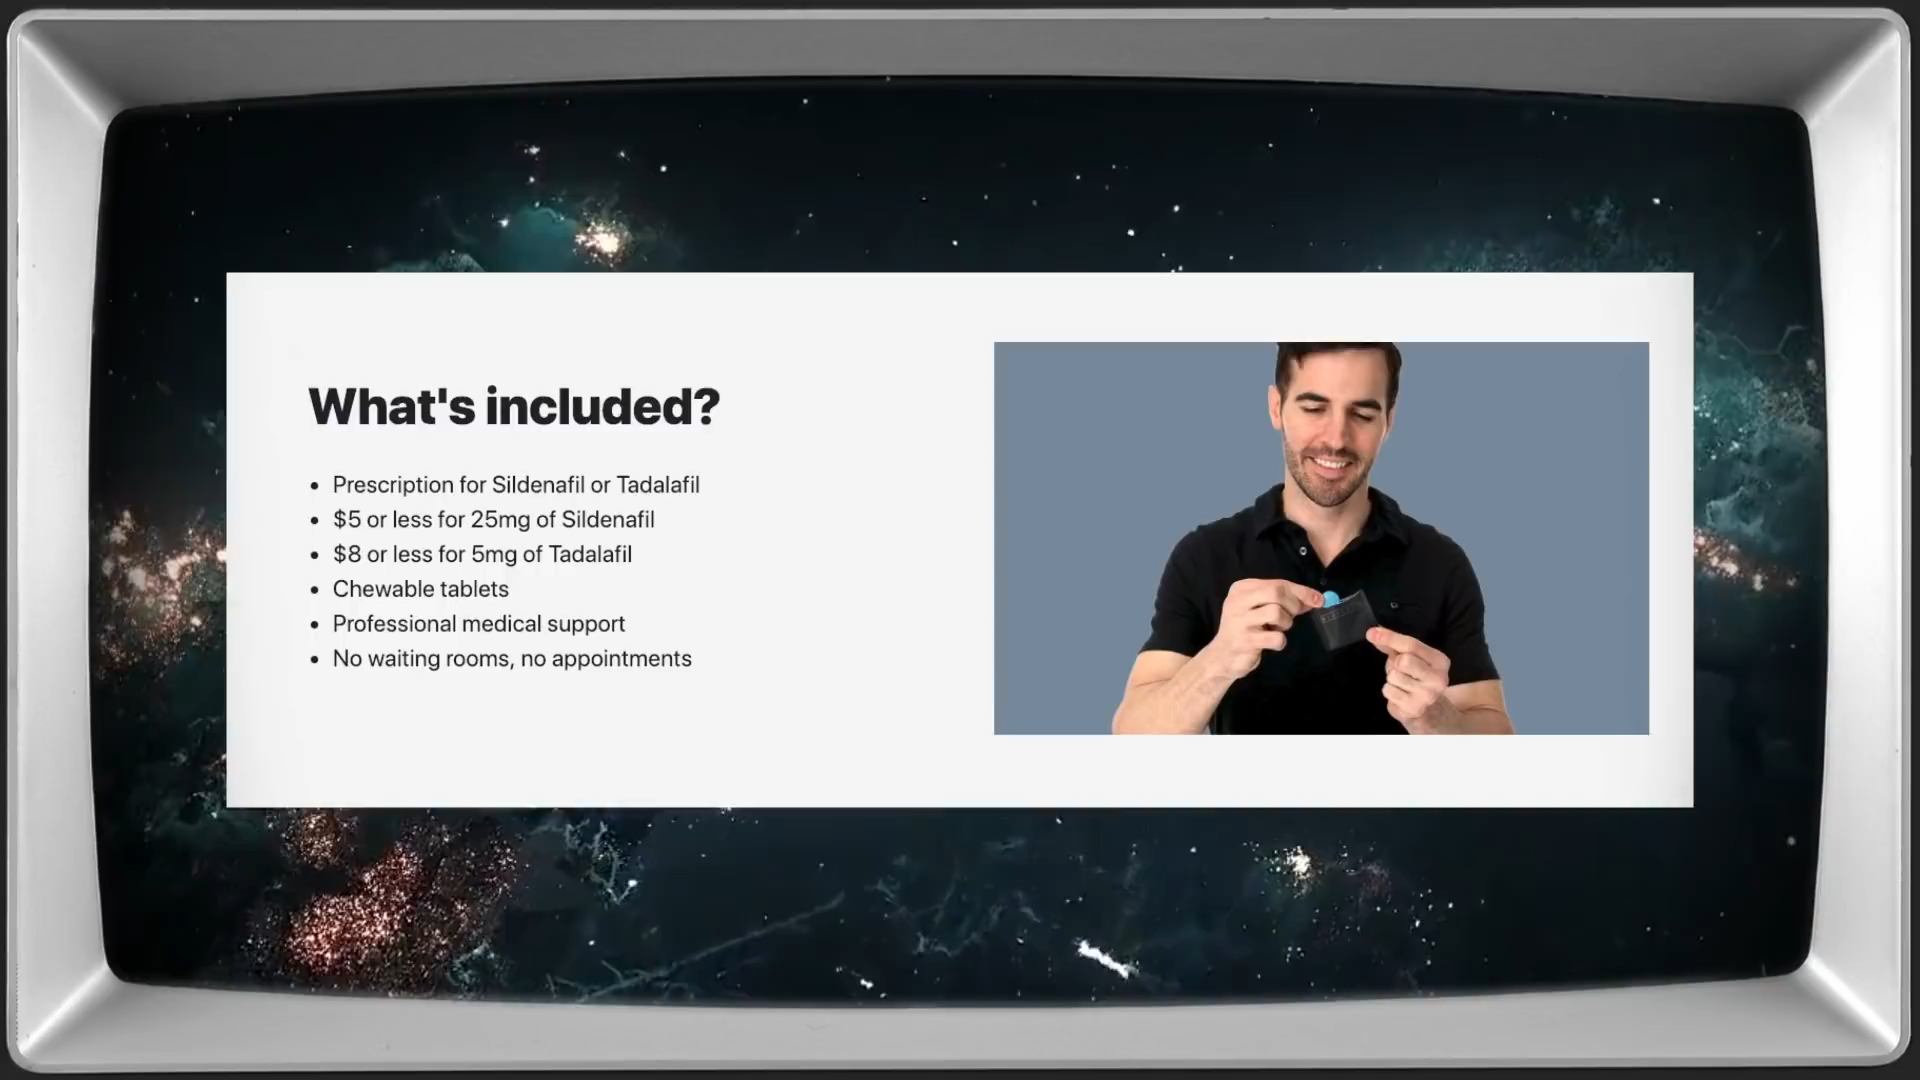 What's included?
Prescription for Sildenafil or Tadalafil
$5 or less for 25mg of Sildenafil
$8 or less for 5mg of Tadalafil
Chewable tablets
Professional medical support
No waiting rooms, no appointments